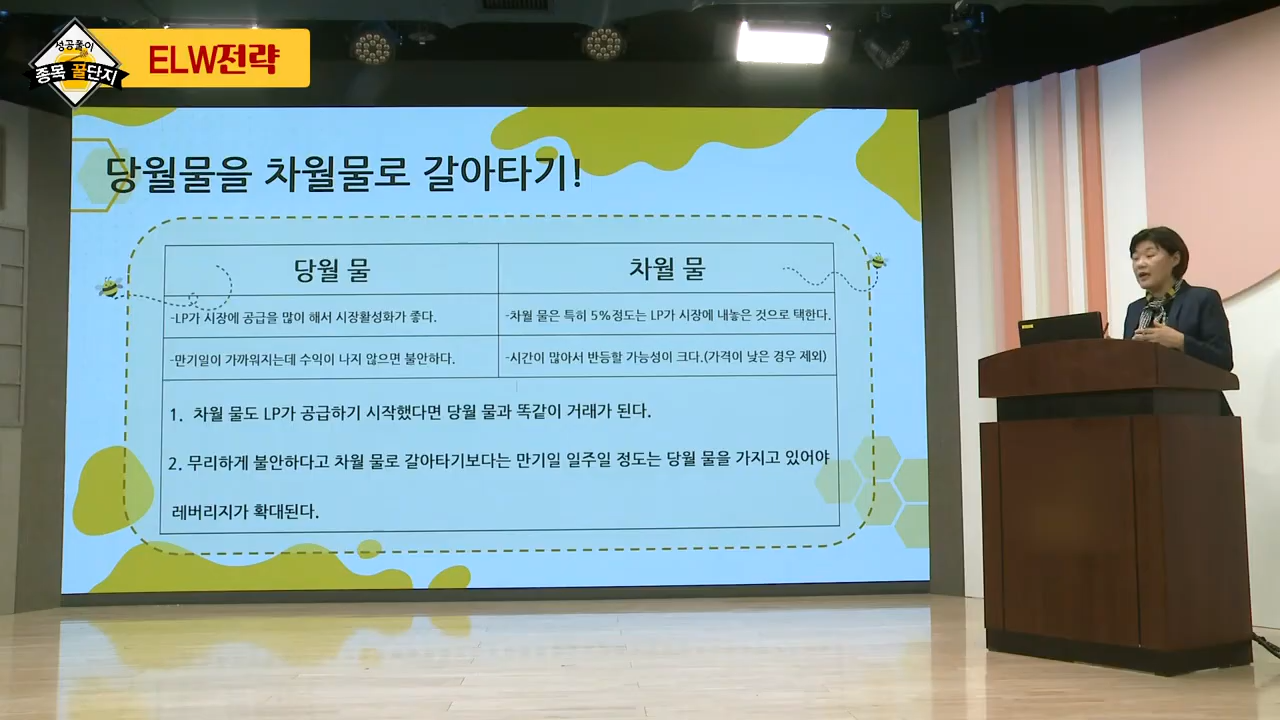 성공풀이
종목 꿀단지
ELW전략
당월물을 차월물로 갈아타기!
당월 물
차월 물
-LP가 시장에 공급을 많이 해서 시장활성화가 좋다.
-차월 물은 특히 5%정도는 LP가 시장에 내놓은 것으로 택한다.
-만기일이 가까워지는데 수익이 나지 않으면 불안하다.
-시간이 많아서 반등할 가능성이 크다.(가격이 낮은 경우 제외)
1. 차월 물도 LP가 공급하기 시작했다면 당월 물과 똑같이 거래가 된다.
2. 무리하게 불안하다고 차월 물로 갈아타기보다는 만기일 일주일 정도는 당월 물을 가지고 있어야
레버리지가 확대된다.